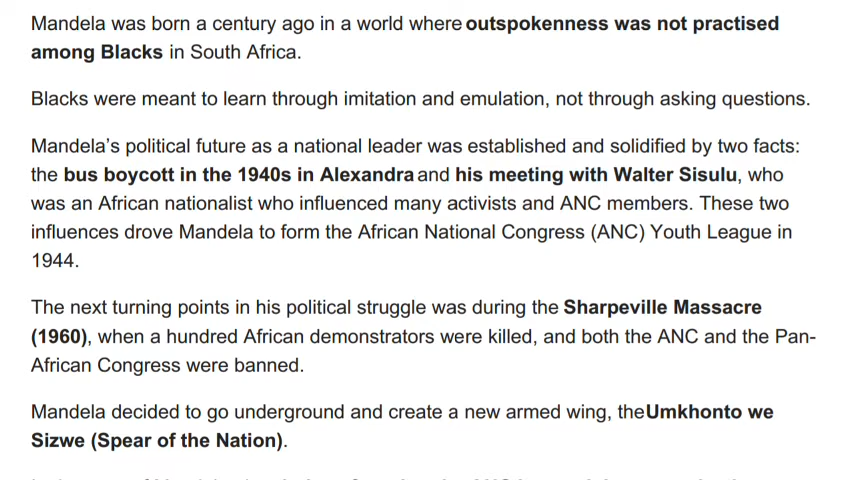 Mandela was born a century ago in a world where outspokenness was not practised
among Blacks in South Africa.
Blacks were meant to learn through imitation and emulation, not through asking questions.
Mandela’s political future as a national leader was established and solidified by two facts:
the bus boycott in the 1940s in Alexandra and his meeting with Walter Sisulu, who
was an African nationalist who influenced many activists and ANC members. These two
influences drove Mandela to form the African National Congress (ANC) Youth League in
1944.
The next turning points in his political struggle was during the Sharpeville Massacre
(1960), when a hundred African demonstrators were killed, and both the ANC and the Pan-
African Congress were banned.
Mandela decided to go underground and create a new armed wing, theUmkhonto we
Sizwe (Spear of the Nation).